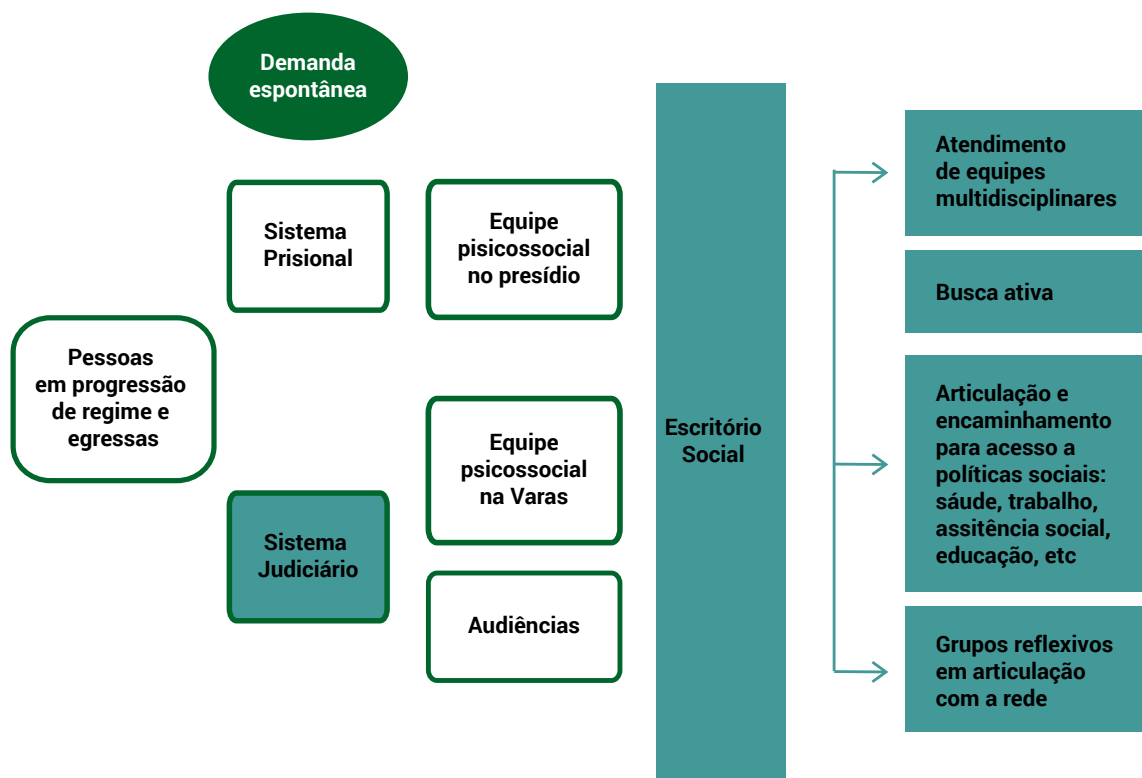 Demanda
espontânea
Pessoas
em progressão
de regime e
egressas
Sistema
Prisional
Sistema
Judiciário
Equipe
pisicossocial
no presídio
Equipe
psicossocial
na Varas
Audiências
Escritório
Social
Atendimento
de equipes
multidisciplinares
Busca ativa
Articulação e
encaminhamento
para acesso a
políticas sociais:
sáude, trabalho,
assitência social,
educação, etc
Grupos reflexivos
em articulação
com a rede